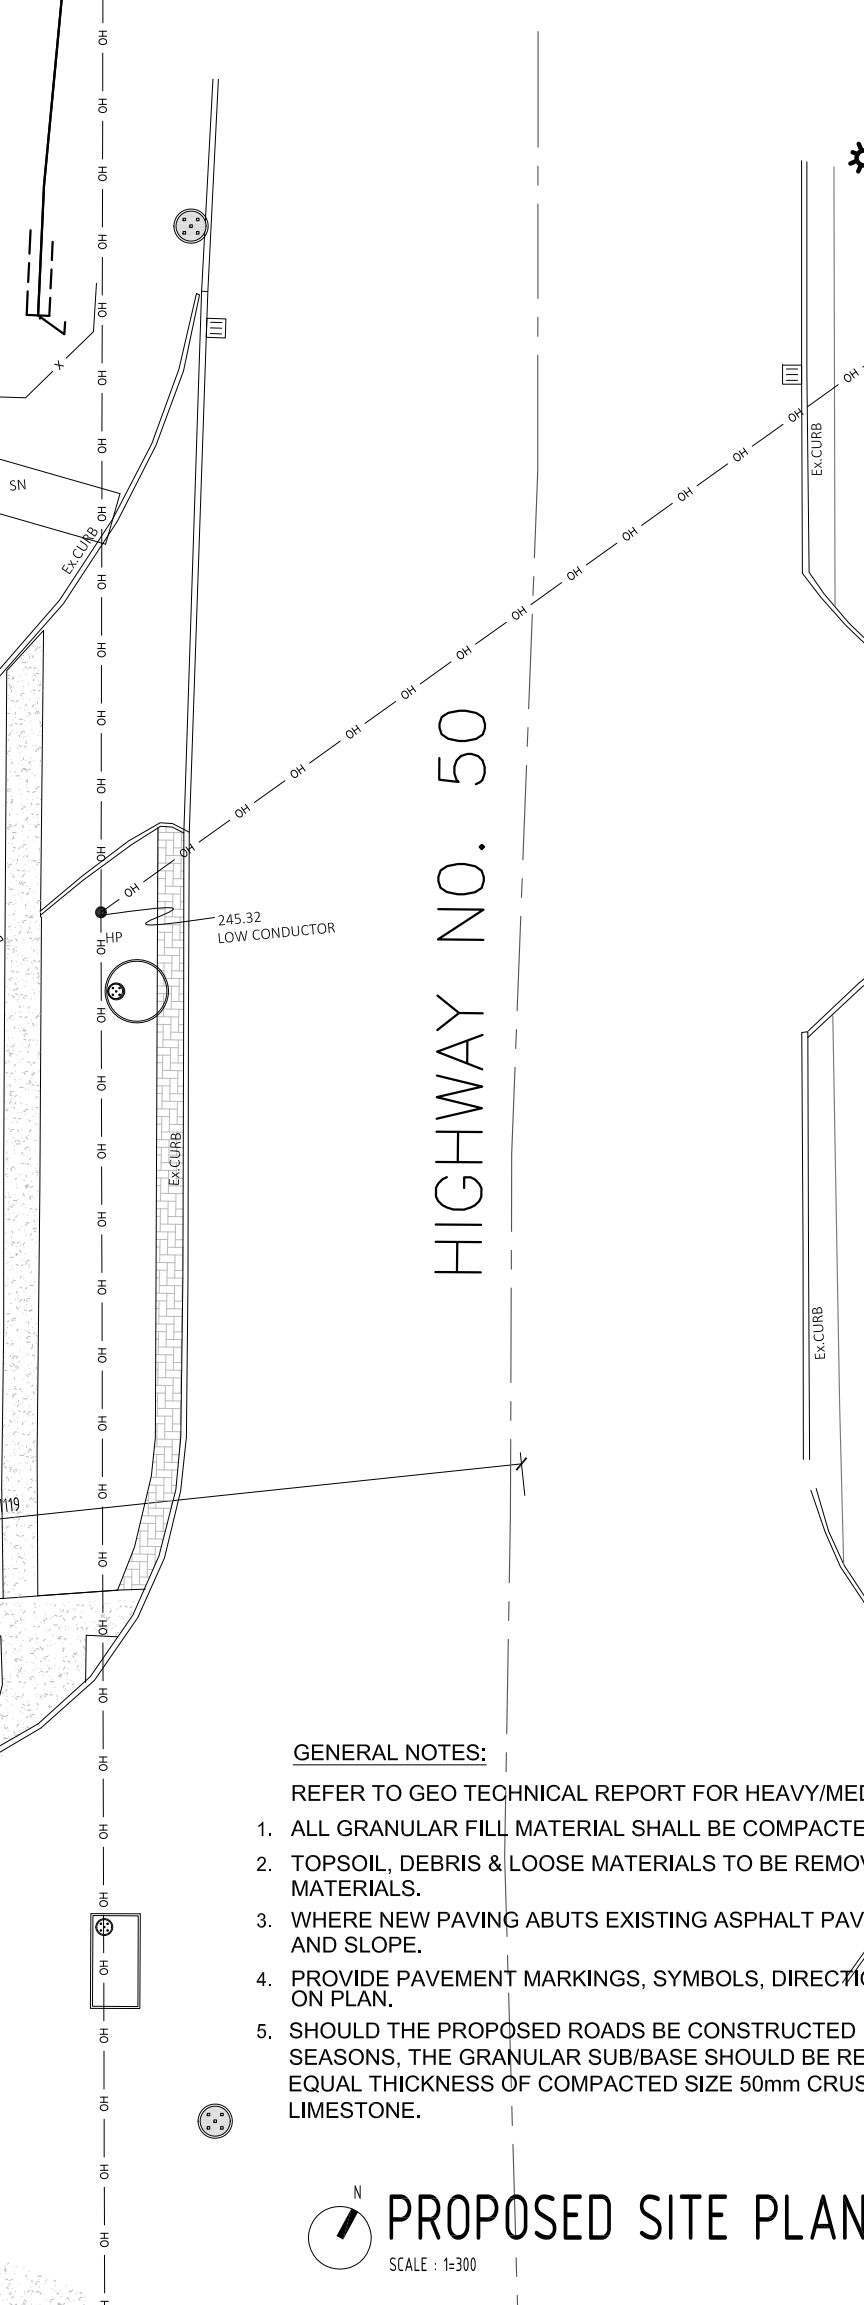 SN
Ex.CURB
Ex.CURB
HIGHWAY NO. 50
245.32
LOW CONDUCTOR
HP
Ex.CURB
Ex.CURB
119
OH
X
GENERAL NOTES:
REFER TO GEO TECHNICAL REPORT FOR HEAVY/MED
1. ALL GRANULAR FILL MATERIAL SHALL BE COMPACTE
2. TOPSOIL, DEBRIS & LOOSE MATERIALS TO BE REMOV
MATERIALS.
3. WHERE NEW PAVING ABUTS EXISTING ASPHALT PAV
AND SLOPE.
4. PROVIDE PAVEMENT MARKINGS, SYMBOLS, DIRECTIO
ON PLAN.
5. SHOULD THE PROPOSED ROADS BE CONSTRUCTED
SEASONS, THE GRANULAR SUB/BASE SHOULD BE RE
EQUAL THICKNESS OF COMPACTED SIZE 50mm CRUS
LIMESTONE.
N
PROPOSED SITE PLAN
SCALE : 1=300